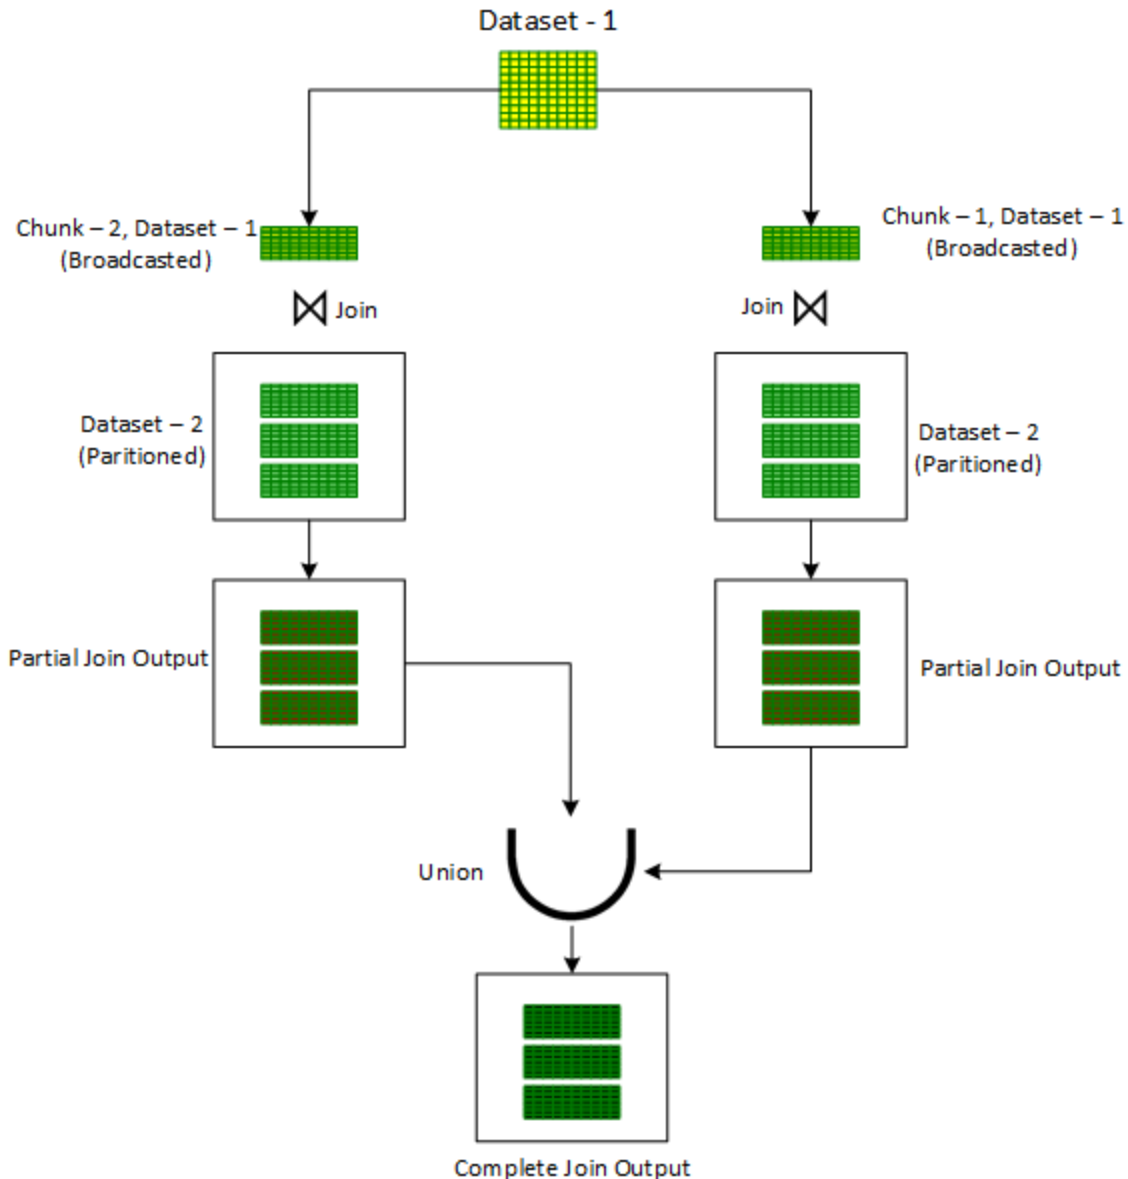 Dataset - 1
Chunk – 2, Dataset – 1
(Broadcasted)
Chunk – 1, Dataset – 1
(Broadcasted)
Join
Join
Dataset – 2
(Paritioned)
Dataset – 2
(Paritioned)
Partial Join Output
Partial Join Output
Union
Complete Join Output